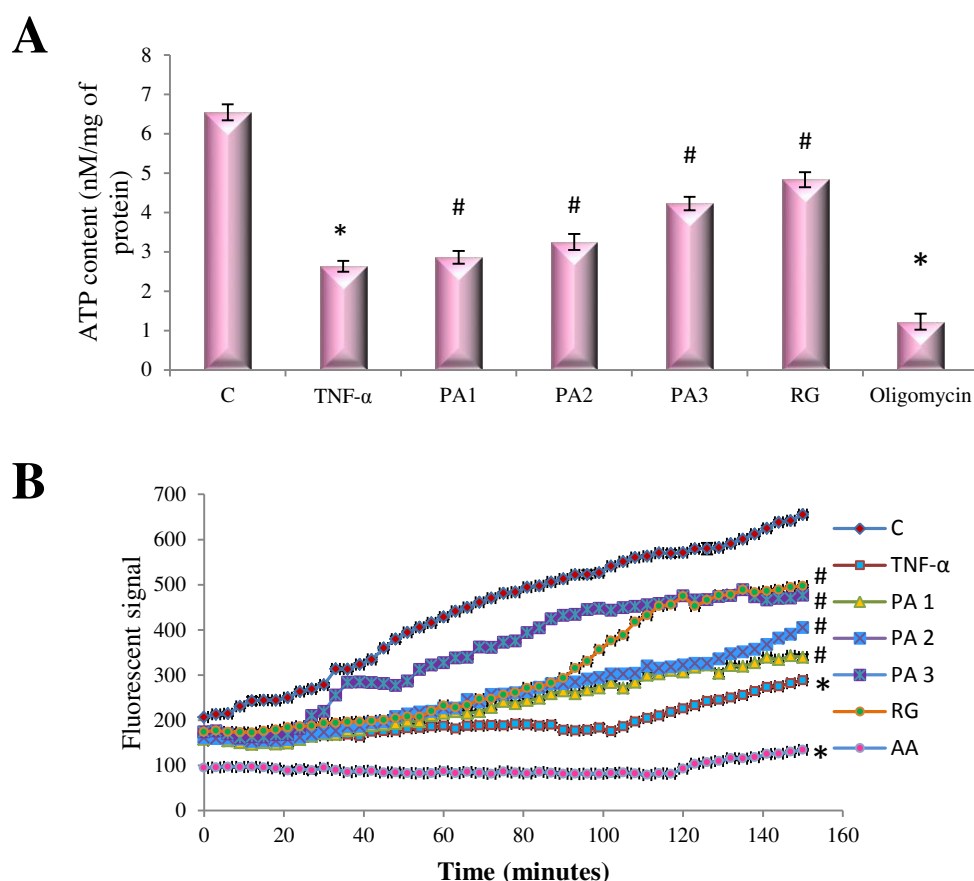 A
ATP content (nM/mg of
protein)
8
7
6
5
4
3
2
1
0
*
#
#
#
#
*
C TNF-α PA1 PA2 PA3 RG Oligomycin
B
Fluorescent signal
700
600
500
400
300
200
100
0
0 20 40 60 80 100 120 140 160
Time (minutes)
#
#
#
#
*
*
C
TNF-α
PA 1
PA 2
PA 3
RG
AA